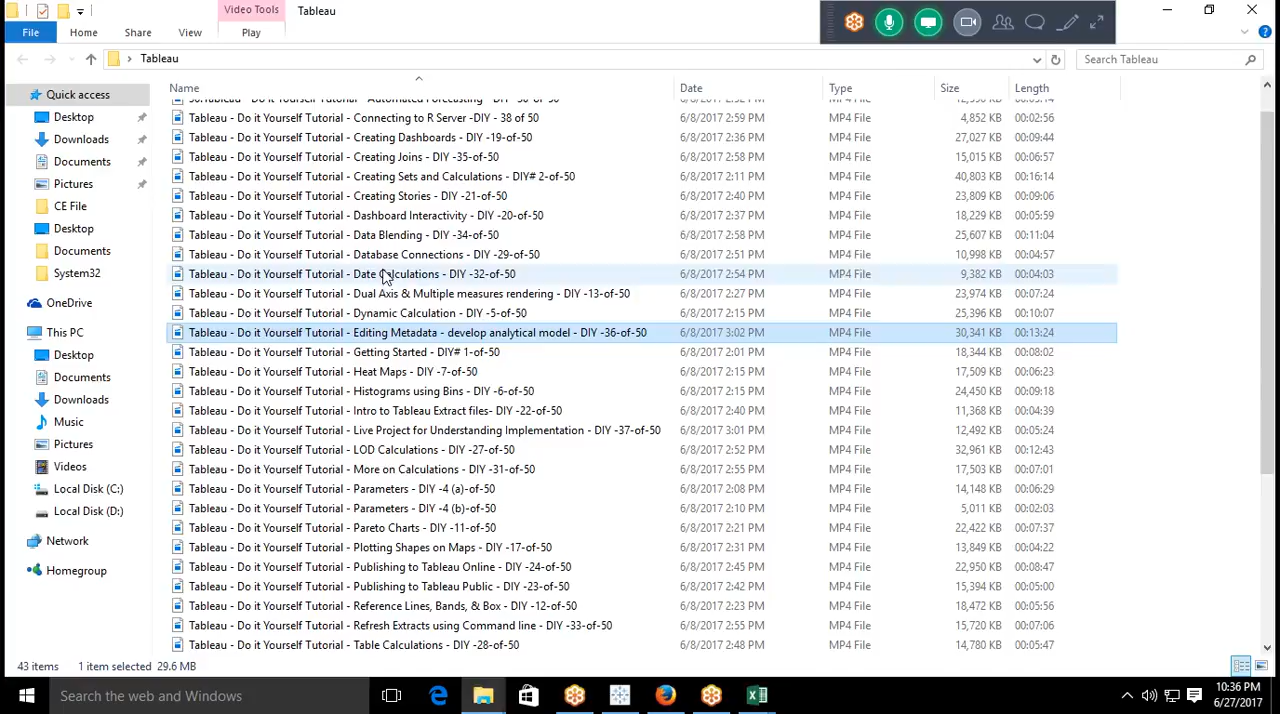 Video Tools
Tableau
File
Home
Share
View
Play
Tableau
Search Tableau
Name
Date
Type
Size
Length
Quick access
Desktop
Downloads
Documents
Pictures
CE File
Desktop
Documents
System32
OneDrive
This PC
Desktop
Documents
Downloads
Music
Pictures
Videos
Local Disk (C:)
Local Disk (D:)
Network
Homegroup
Tableau - Do it Yourself Tutorial - Connecting to R Server -DIY - 38 of 50 6/8/2017 2:59 PM MP4 File 4,852 KB 00:02:56
Tableau - Do it Yourself Tutorial - Creating Dashboards - DIY -19-of-50 6/8/2017 2:36 PM MP4 File 27,027 KB 00:09:44
Tableau - Do it Yourself Tutorial - Creating Joins - DIY -35-of-50 6/8/2017 2:58 PM MP4 File 15,015 KB 00:06:57
Tableau - Do it Yourself Tutorial - Creating Sets and Calculations - DIY# 2-of-50 6/8/2017 2:11 PM MP4 File 40,803 KB 00:16:14
Tableau - Do it Yourself Tutorial - Creating Stories - DIY -21-of-50 6/8/2017 2:40 PM MP4 File 23,809 KB 00:09:06
Tableau - Do it Yourself Tutorial - Dashboard Interactivity - DIY -20-of-50 6/8/2017 2:37 PM MP4 File 18,229 KB 00:05:59
Tableau - Do it Yourself Tutorial - Data Blending - DIY -34-of-50 6/8/2017 2:57 PM MP4 File 25,607 KB 00:11:04
Tableau - Do it Yourself Tutorial - Database Connections - DIY -29-of-50 6/8/2017 2:51 PM MP4 File 10,998 KB 00:04:57
Tableau - Do it Yourself Tutorial - Date Calculations - DIY -32-of-50 6/8/2017 2:54 PM MP4 File 9,382 KB 00:04:03
Tableau - Do it Yourself Tutorial - Dual Axis & Multiple measures rendering - DIY -13-of-50 6/8/2017 2:27 PM MP4 File 23,974 KB 00:07:24
Tableau - Do it Yourself Tutorial - Dynamic Calculation - DIY -5-of-50 6/8/2017 2:15 PM MP4 File 25,396 KB 00:10:07
Tableau - Do it Yourself Tutorial - Editing Metadata - develop analytical model - DIY -36-of-50 6/8/2017 3:02 PM MP4 File 30,341 KB 00:13:24
Tableau - Do it Yourself Tutorial - Getting Started - DIY# 1-of-50 6/8/2017 2:01 PM MP4 File 18,344 KB 00:08:02
Tableau - Do it Yourself Tutorial - Heat Maps - DIY -7-of-50 6/8/2017 2:15 PM MP4 File 17,509 KB 00:06:23
Tableau - Do it Yourself Tutorial - Histograms using Bins - DIY -6-of-50 6/8/2017 2:15 PM MP4 File 24,450 KB 00:09:18
Tableau - Do it Yourself Tutorial - Intro to Tableau Extract files- DIY -22-of-50 6/8/2017 2:40 PM MP4 File 11,368 KB 00:04:39
Tableau - Do it Yourself Tutorial - Live Project for Understanding Implementation - DIY -37-of-50 6/8/2017 3:01 PM MP4 File 12,492 KB 00:05:24
Tableau - Do it Yourself Tutorial - LOD Calculations - DIY -27-of-50 6/8/2017 2:52 PM MP4 File 32,961 KB 00:12:43
Tableau - Do it Yourself Tutorial - More on Calculations - DIY -31-of-50 6/8/2017 2:55 PM MP4 File 17,503 KB 00:07:01
Tableau - Do it Yourself Tutorial - Parameters - DIY -4 (a)-of-50 6/8/2017 2:08 PM MP4 File 14,148 KB 00:06:29
Tableau - Do it Yourself Tutorial - Parameters - DIY -4 (b)-of-50 6/8/2017 2:10 PM MP4 File 5,011 KB 00:02:03
Tableau - Do it Yourself Tutorial - Pareto Charts - DIY -11-of-50 6/8/2017 2:21 PM MP4 File 22,422 KB 00:07:37
Tableau - Do it Yourself Tutorial - Plotting Shapes on Maps - DIY -17-of-50 6/8/2017 2:31 PM MP4 File 13,849 KB 00:04:22
Tableau - Do it Yourself Tutorial - Publishing to Tableau Online - DIY -24-of-50 6/8/2017 2:45 PM MP4 File 22,950 KB 00:08:47
Tableau - Do it Yourself Tutorial - Publishing to Tableau Public - DIY -23-of-50 6/8/2017 2:42 PM MP4 File 15,394 KB 00:05:00
Tableau - Do it Yourself Tutorial - Reference Lines, Bands, & Box - DIY -12-of-50 6/8/2017 2:23 PM MP4 File 18,472 KB 00:05:56
Tableau - Do it Yourself Tutorial - Refresh Extracts using Command line - DIY -33-of-50 6/8/2017 2:55 PM MP4 File 15,720 KB 00:07:06
Tableau - Do it Yourself Tutorial - Table Calculations - DIY -28-of-50 6/8/2017 2:48 PM MP4 File 14,780 KB 00:05:47
43 items 1 item selected 29.6 MB
Search the web and Windows
10:36 PM
6/27/2017